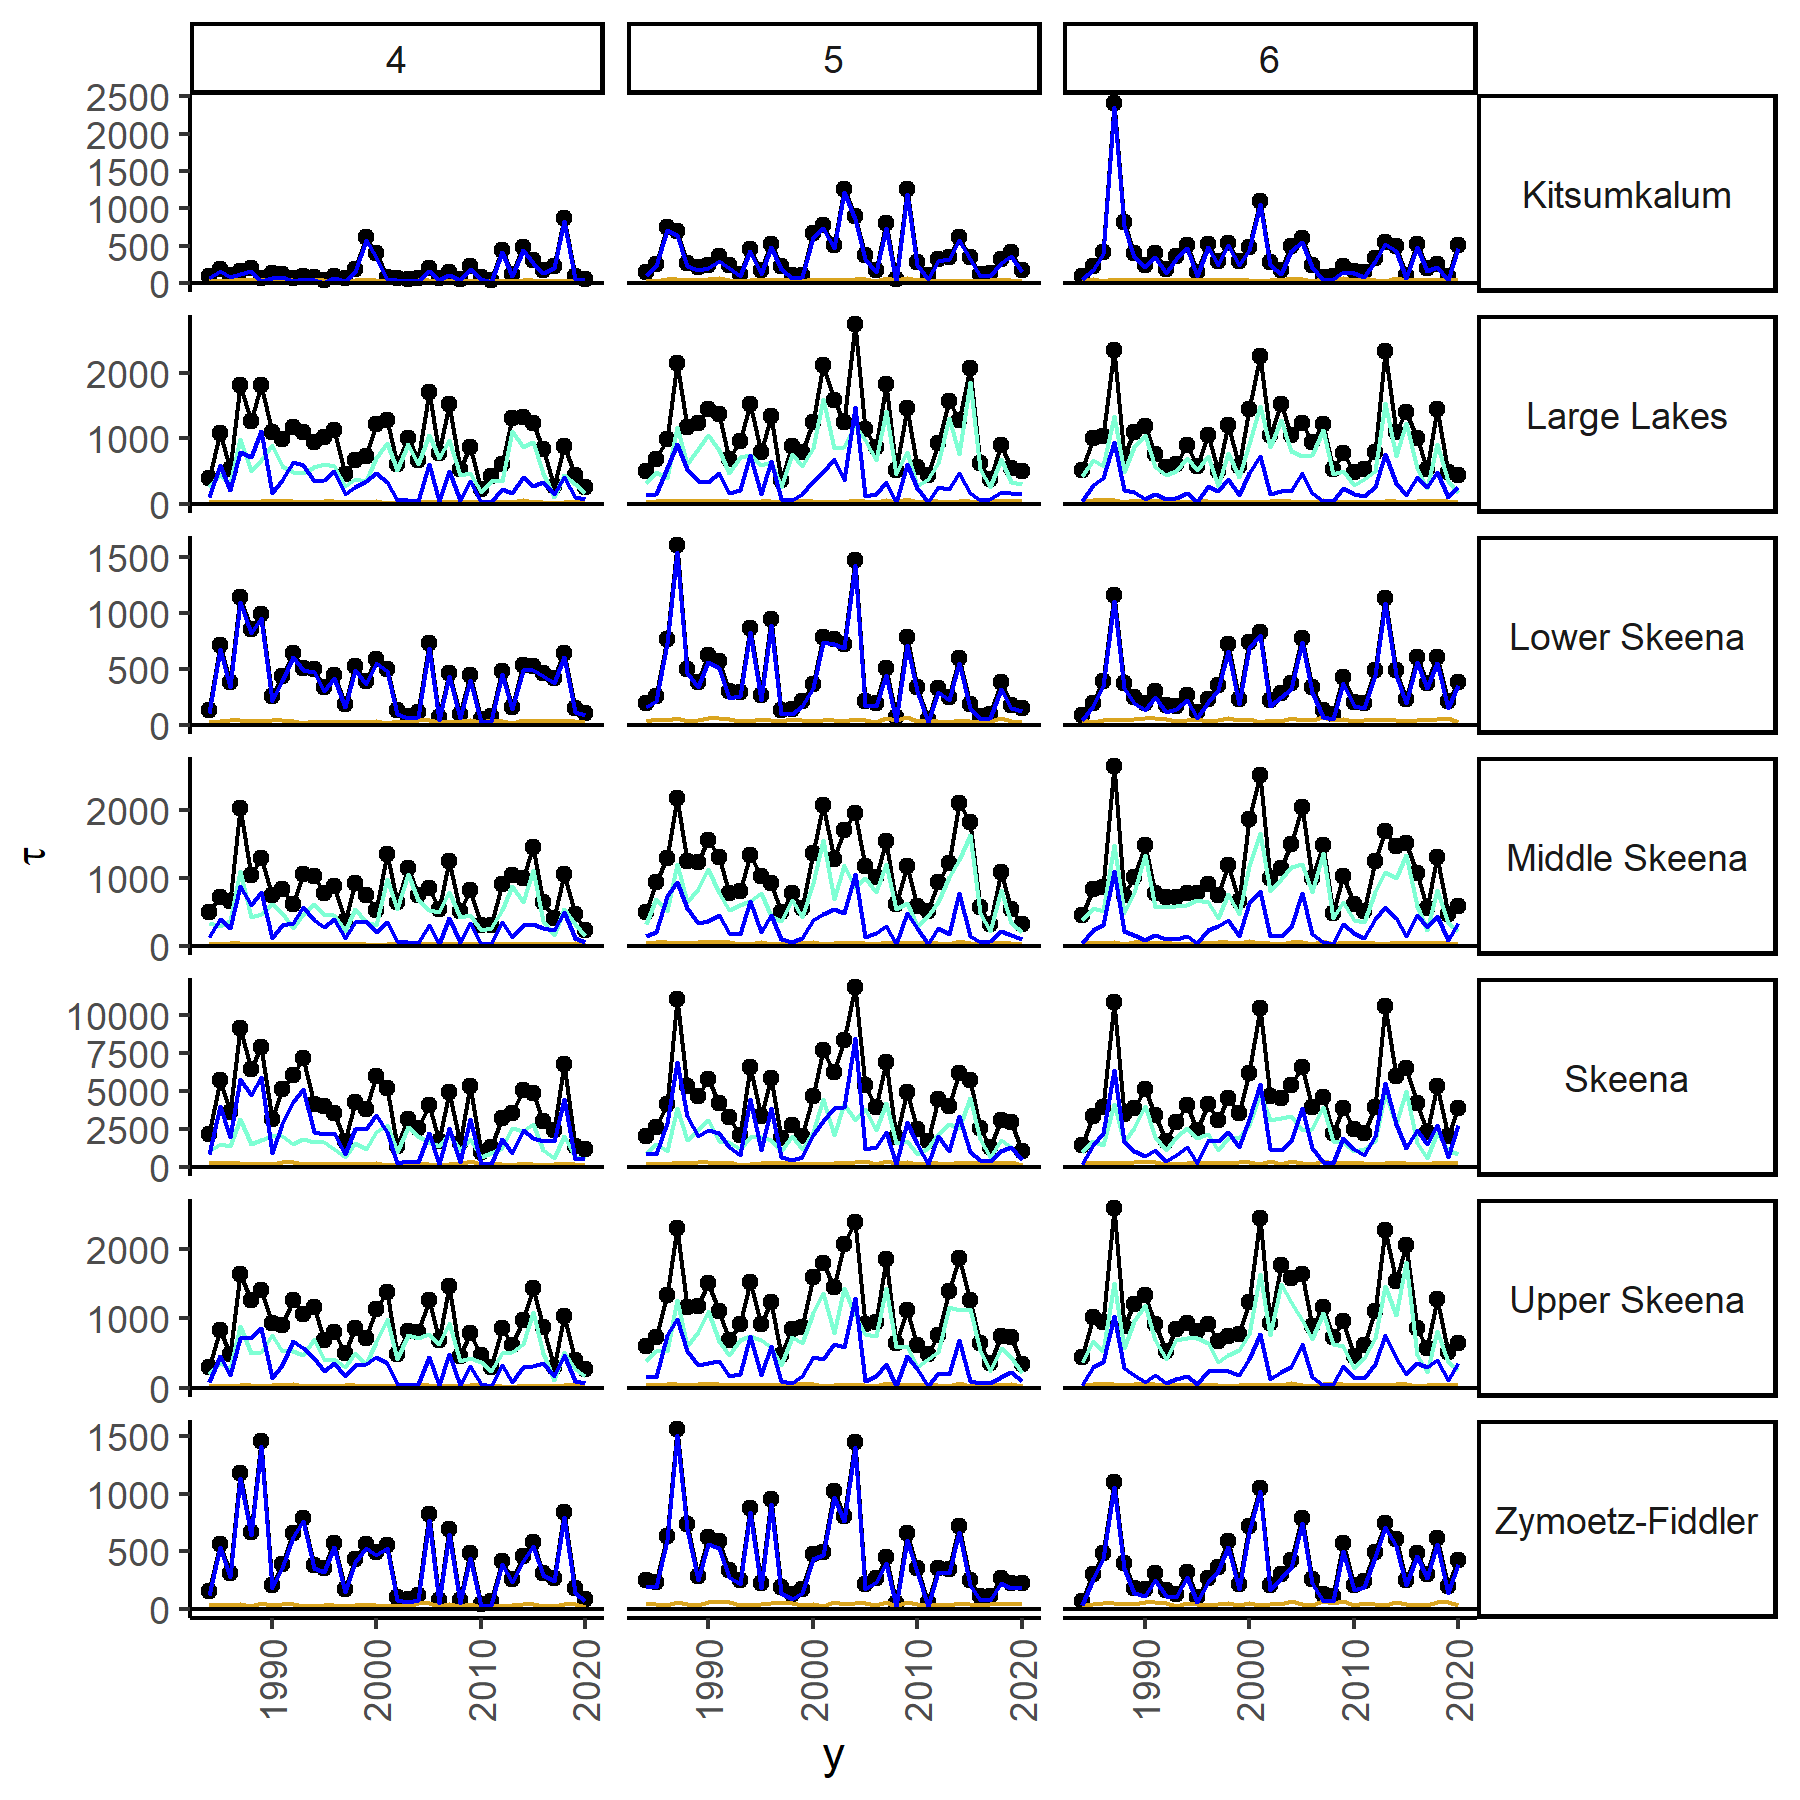 4 5 6
2500
2000
1500
1000
500
0
Kitsumkalum
2000
1000
0
Large Lakes
1500
1000
500
0
Lower Skeena
2000
1000
0
Middle Skeena
10000
7500
5000
2500
0
Skeena
2000
1000
0
Upper Skeena
1500
1000
500
0
Zymoetz-Fiddler
τ
1990 2000 2010 2020 1990 2000 2010 2020 1990 2000 2010 2020
y